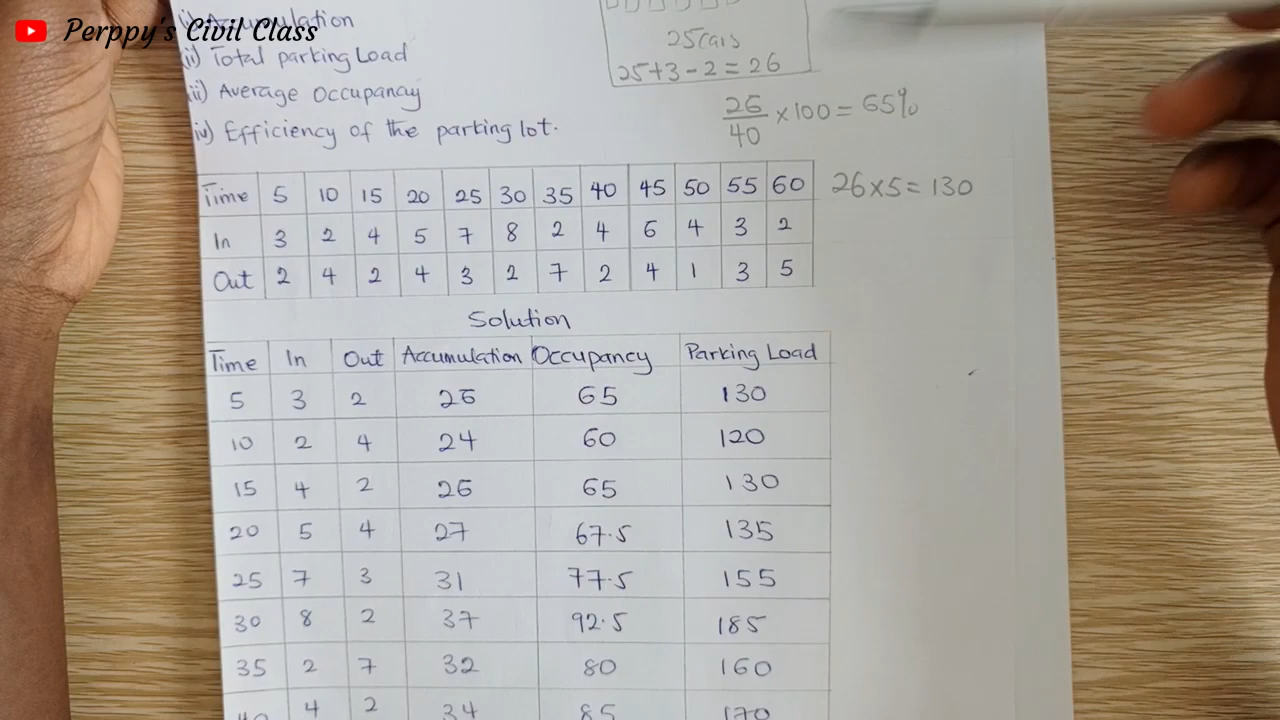 i) Accumulation
Perppy's Civil Class
ii) Total parking Load
iii) Average Occupancy
iv) Efficiency of the parking lot.
25 cars
25+3-2=26
26/40 ×100=65%
26×5=130
Time 5 10 15 20 25 30 35 40 45 50 55 60
In 3 2 4 5 7 8 2 4 6 4 3 2
Out 2 4 2 4 3 2 7 2 4 1 3 5
Solution
Time In Out Accumulation Occupancy Parking Load
5 3 2 26 65 130
10 2 4 24 60 120
15 4 2 26 65 130
20 5 4 27 67.5 135
25 7 3 31 77.5 155
30 8 2 37 92.5 185
35 2 7 32 80 160
40 4 2 34 85 170